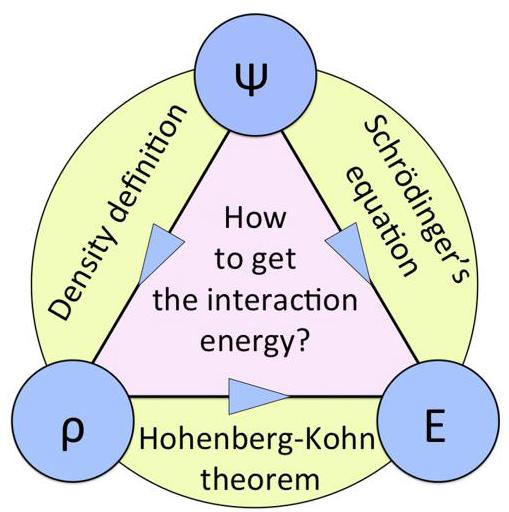 Ψ
Density definition
Schrödinger's
equation
How
to get
the interaction
energy?
ρ
E
Hohenberg-Kohn
theorem